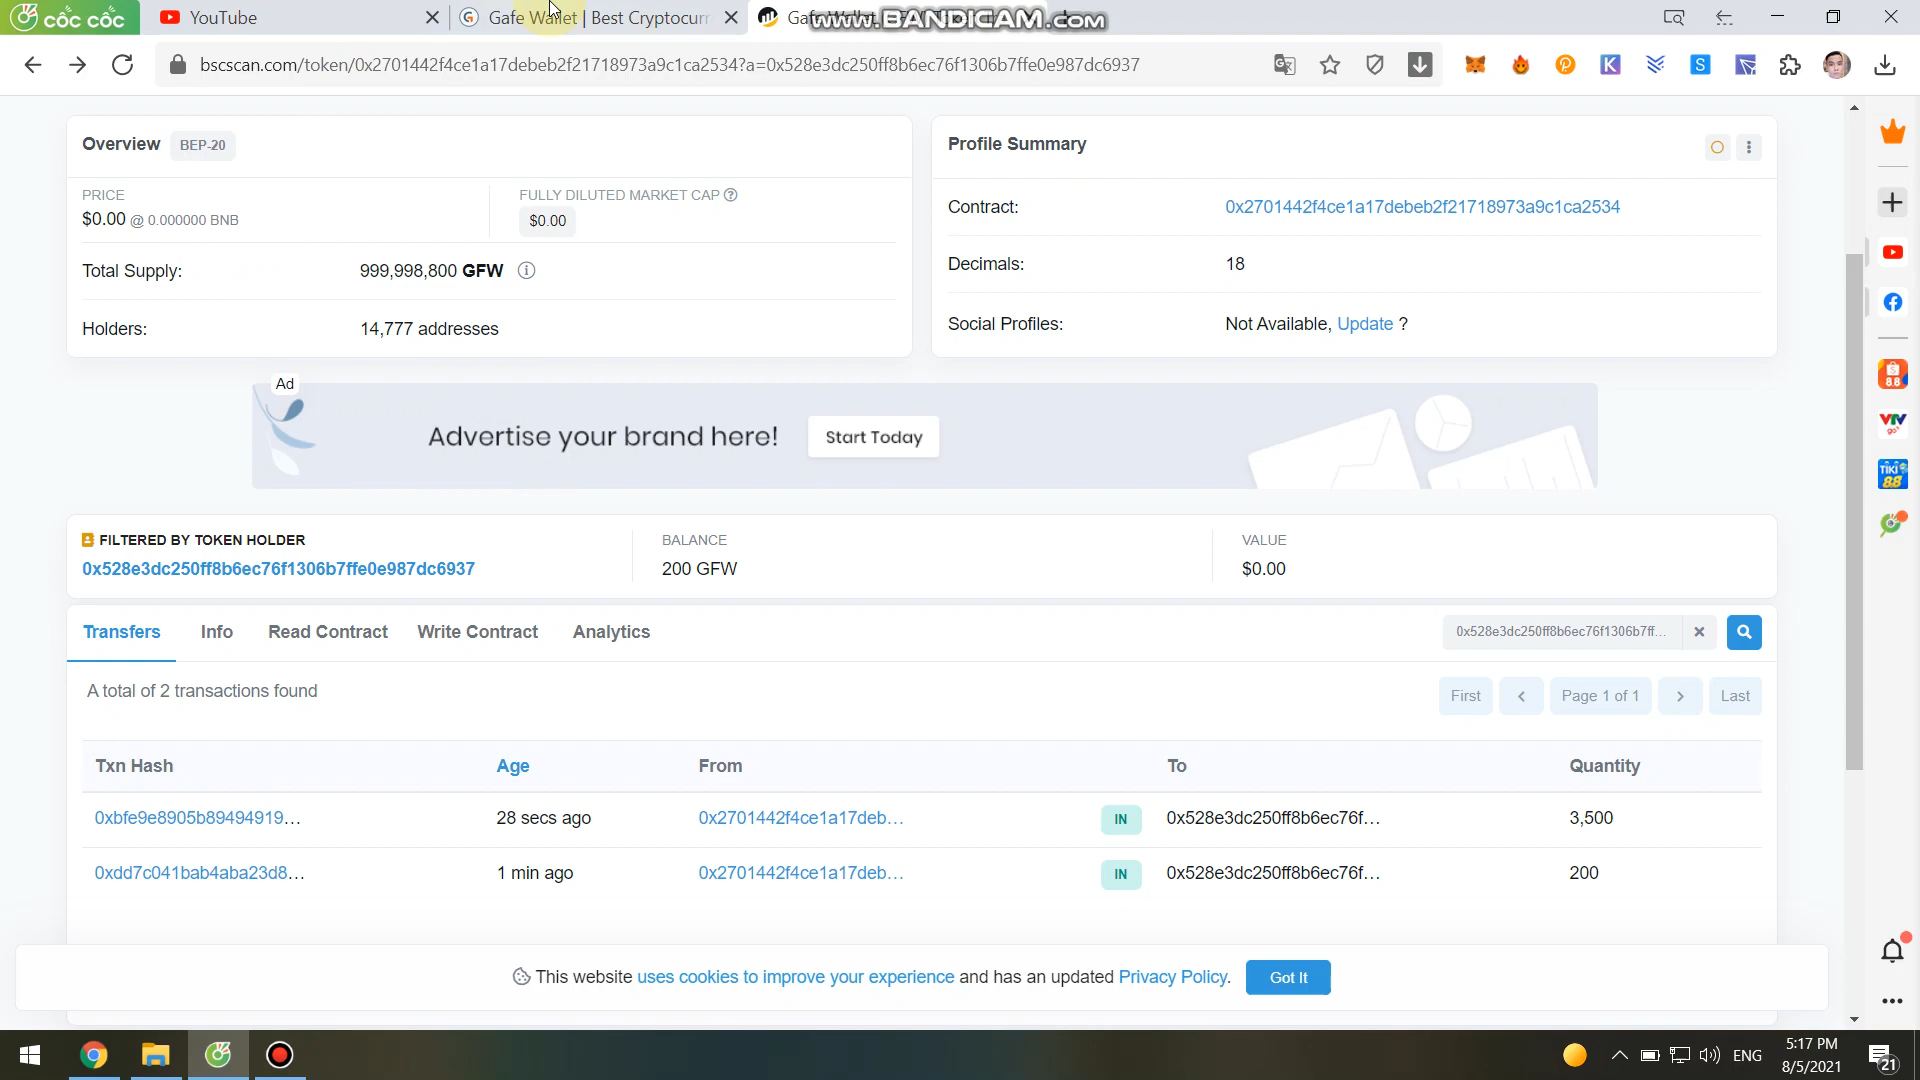 cốc cốc
YouTube
Gafe Wallet | Best Cryptocurr
www.BANDICAM.com
bscscan.com/token/0x2701442f4ce1a17debeb2f21718973a9c1ca2534?a=0x528e3dc250ff8b6ec76f1306b7ffe0e987dc6937
Overview BEP-20
PRICE
$0.00 @ 0.000000 BNB
FULLY DILUTED MARKET CAP
$0.00
Total Supply: 999,998,800 GFW
Holders: 14,777 addresses
Profile Summary
Contract: 0x2701442f4ce1a17debeb2f21718973a9c1ca2534
Decimals: 18
Social Profiles: Not Available, Update ?
Ad
Advertise your brand here! Start Today
FILTERED BY TOKEN HOLDER
0x528e3dc250ff8b6ec76f1306b7ffe0e987dc6937
BALANCE
200 GFW
VALUE
$0.00
Transfers Info Read Contract Write Contract Analytics
0x528e3dc250ff8b6ec76f1306b7ff...
A total of 2 transactions found
First Page 1 of 1 Last
Txn Hash Age From To Quantity
0xbfe9e8905b89494919... 28 secs ago 0x2701442f4ce1a17deb... IN 0x528e3dc250ff8b6ec76f... 3,500
0xdd7c041bab4aba23d8... 1 min ago 0x2701442f4ce1a17deb... IN 0x528e3dc250ff8b6ec76f... 200
This website uses cookies to improve your experience and has an updated Privacy Policy. Got It
8.8
VTV
go
TIKI
8.8
ENG
5:17 PM
8/5/2021
21